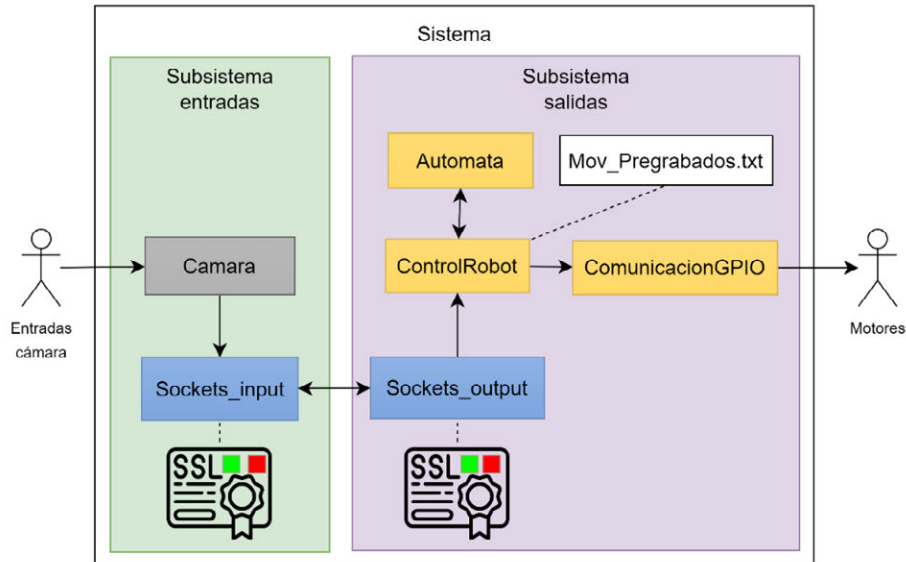 Sistema
Subsistema
entradas
Subsistema
salidas
Automata
Mov_Pregrabados.txt
Camara
ControlRobot
ComunicacionGPIO
Entradas
cámara
Motores
Sockets_input
Sockets_output
SSL
SSL